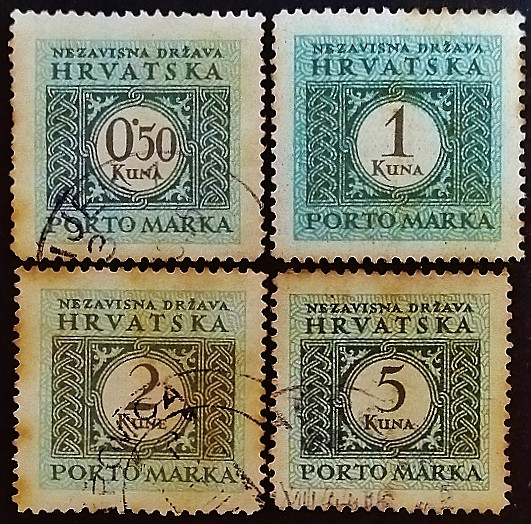 NEZAVISNA DRŽAVA
HRVATSKA
0.50
KUNA
PORTO MARKA
NEZAVISNA DRŽAVA
HRVATSKA
1
KUNA
PORTO MARKA
NEZAVISNA DRŽAVA
HRVATSKA
2
KUNE
PORTO MARKA
NEZAVISNA DRŽAVA
HRVATSKA
5
KUNA
PORTO MARKA